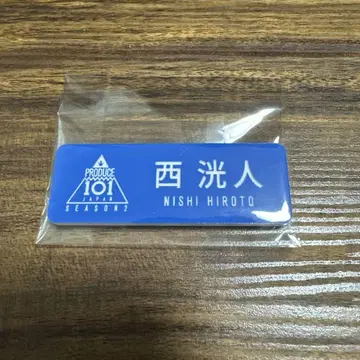 PRODUCE
101
JAPAN
SEASON2
西 洸人
NISHI HIROTO